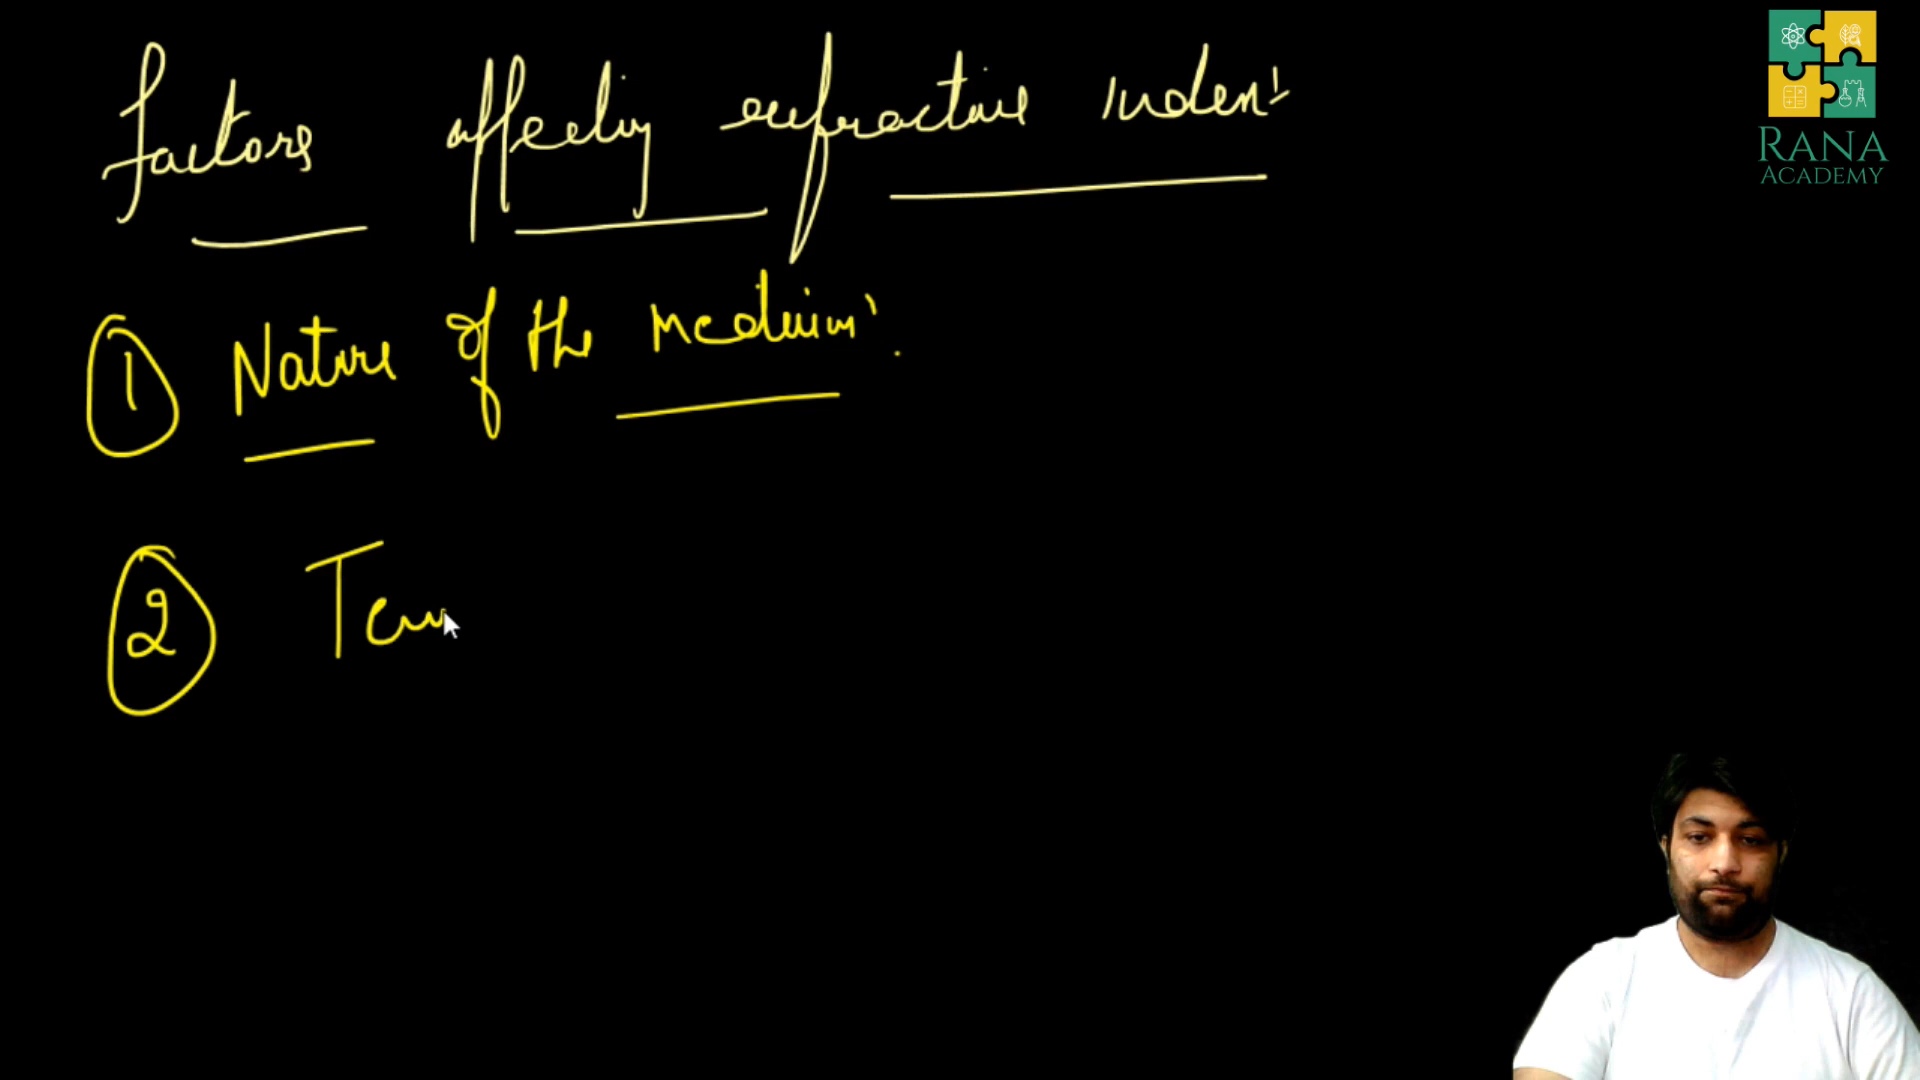 Factors affecting refractive index:
① Nature of the medium:
② Tem
RANA
ACADEMY